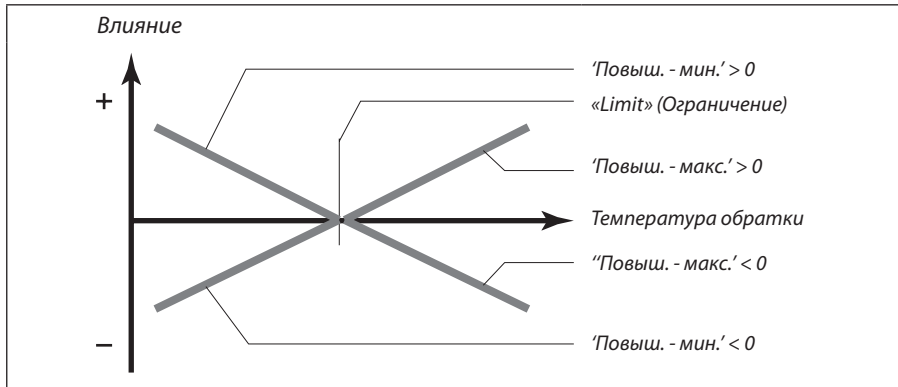 Влияние
+
'Повыш. - мин.' > 0
«Limit» (Ограничение)
'Повыш. - макс.' > 0
Температура обратки
''Повыш. - макс.' < 0
'Повыш. - мин.' < 0
−